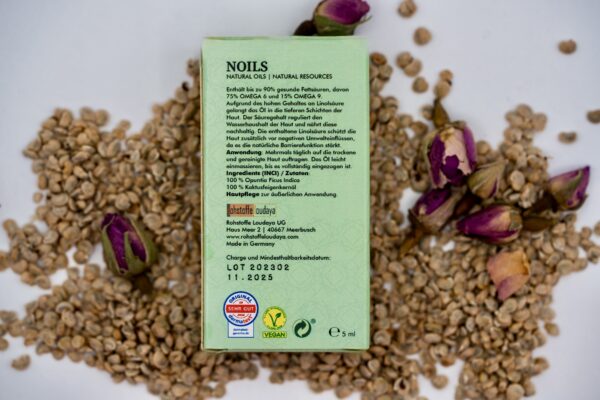 NOILS
NATURAL OILS | NATURAL RESOURCES
Enthält bis zu 90% gesunde Fettsäuren, davon
75% OMEGA 6 und 15% OMEGA 9.
Aufgrund des hohen Gehaltes an Linolsäure
gelangt das Öl in die tieferen Schichten der
Haut. Der Säuregehalt reguliert den
Wasserhaushalt der Haut und nährt diese
nachhaltig. Die enthaltene Linolsäure schützt die
Haut zusätzlich vor negativen Umwelteinflüssen,
da es die natürliche Barrierefunktion stärkt.
Anwendung: Mehrmals täglich auf die trockene
und gereinigte Haut auftragen. Das Öl leicht
einmassieren, bis es vollständig eingezogen ist.
Ingredients (INCI) / Zutaten:
100 % Opuntia Ficus Indica
100 % Kaktusfeigenkernöl
Hautpflege zur äußerlichen Anwendung.
Rohstoffe Loudaya
Rohstoffe Loudaya UG
Haus Meer 2 | 40667 Meerbusch
www.rohstoffeloudaya.com
Made in Germany
Charge und Mindesthaltbarkeitsdatum:
LOT 202302
11.2025
ORIGINAL
SEHR GUT
dermatest
VEGAN
e 5 ml